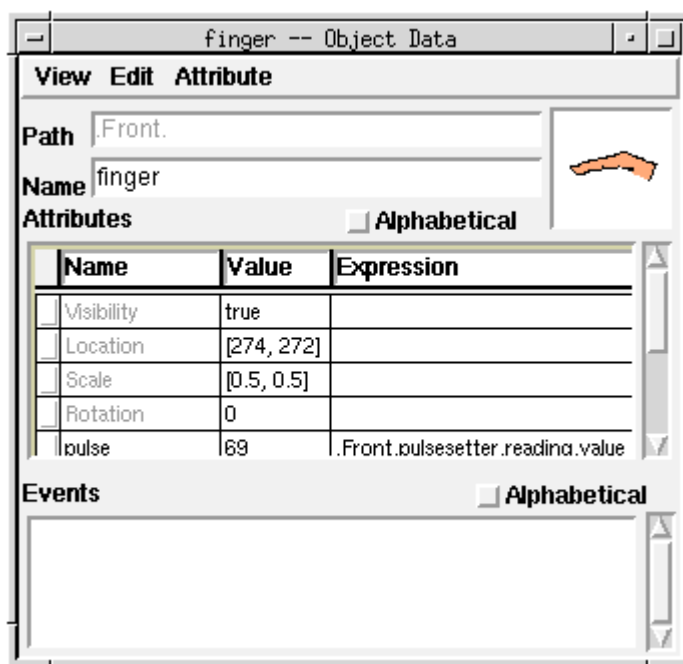 finger -- Object Data
View Edit Attribute
Path .Front.
Name finger
Attributes Alphabetical
Name Value Expression
Visibility true
Location [274, 272]
Scale [0.5, 0.5]
Rotation 0
pulse 69 .Front.pulsesetter.reading.value
Events Alphabetical